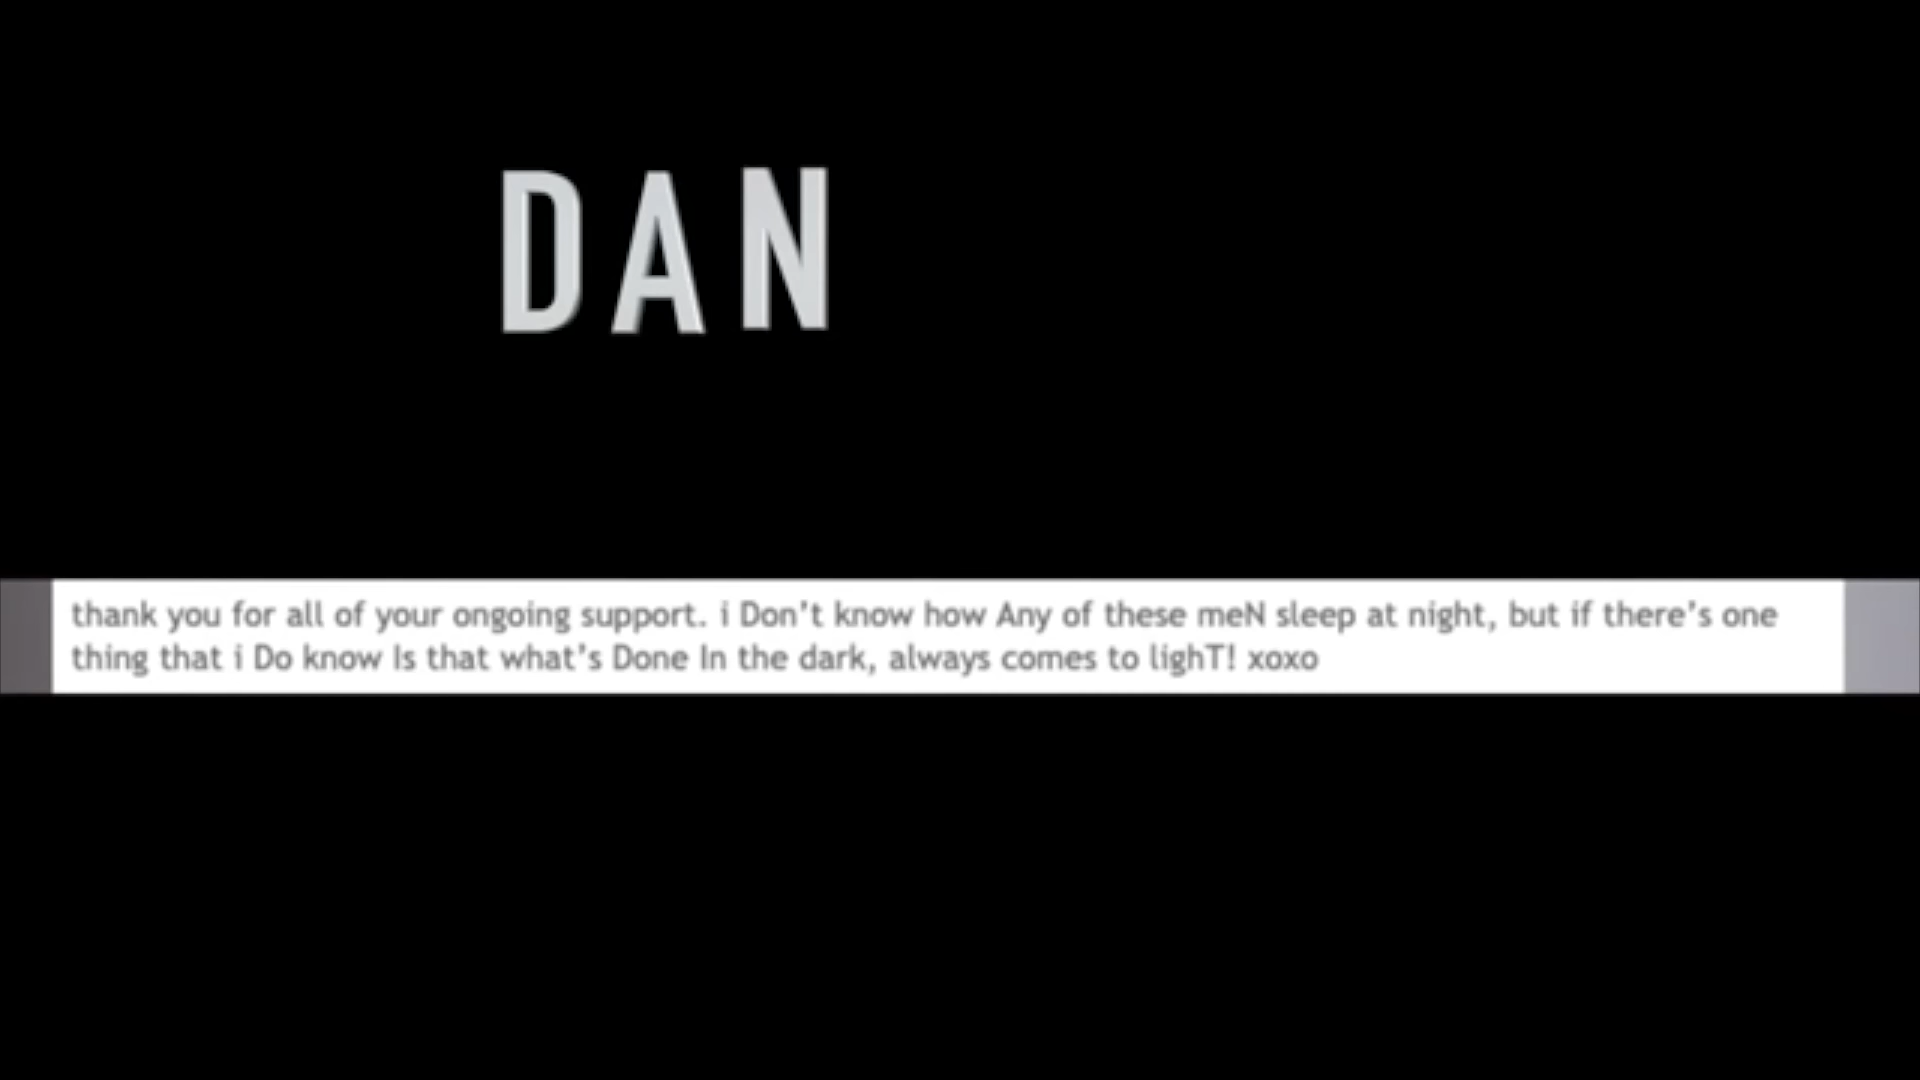 DAN
thank you for all of your ongoing support. i Don’t know how Any of these meN sleep at night, but if there’s one
thing that i Do know Is that what’s Done In the dark, always comes to lighT! xoxo